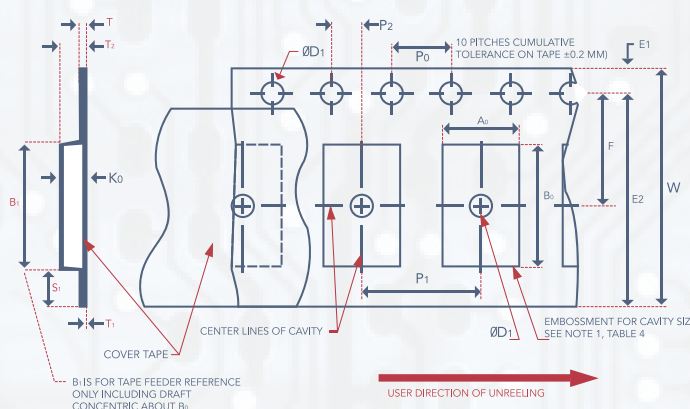 T
T2
P2
ØD1
P0
10 PITCHES CUMULATIVE
TOLERANCE ON TAPE ±0.2 MM)
E1
A0
F
W
E2
B0
B1
K0
S1
P1
T1
CENTER LINES OF CAVITY
ØD1
EMBOSSMENT FOR CAVITY SIZ
SEE NOTE 1, TABLE 4
COVER TAPE
B1 IS FOR TAPE FEEDER REFERENCE
ONLY INCLUDING DRAFT
CONCENTRIC ABOUT B0
USER DIRECTION OF UNREELING